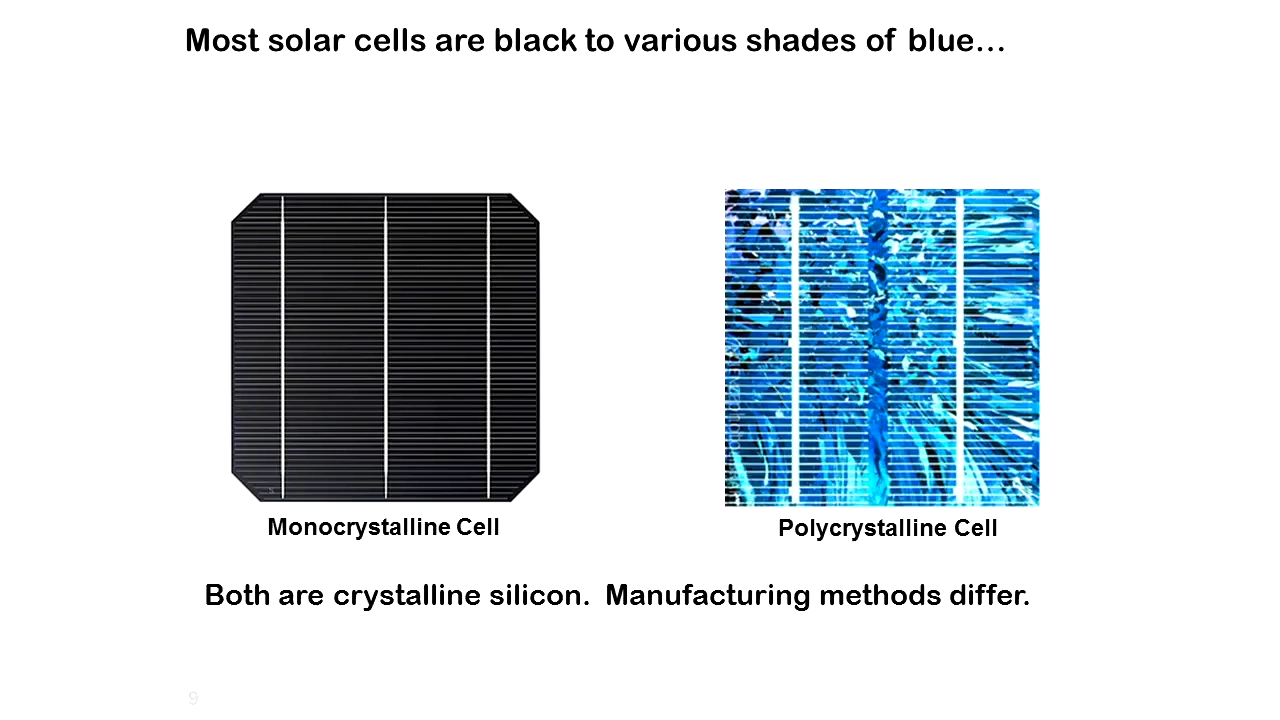 Most solar cells are black to various shades of blue...
Monocrystalline Cell
Polycrystalline Cell
Both are crystalline silicon.  Manufacturing methods differ.
9